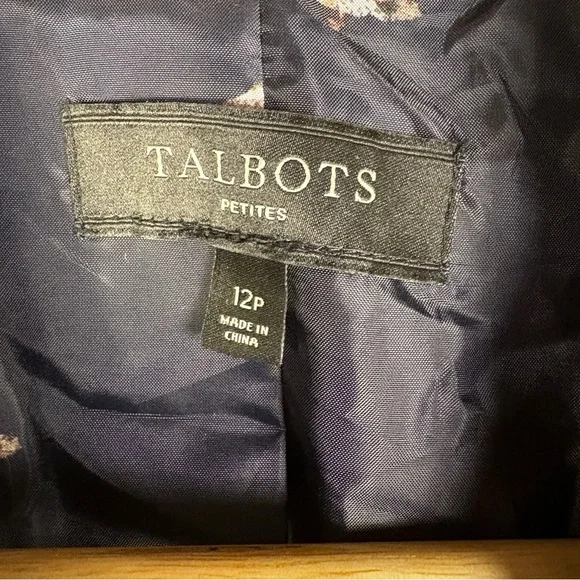 TALBOTS
PETITES
12P
MADE IN
CHINA